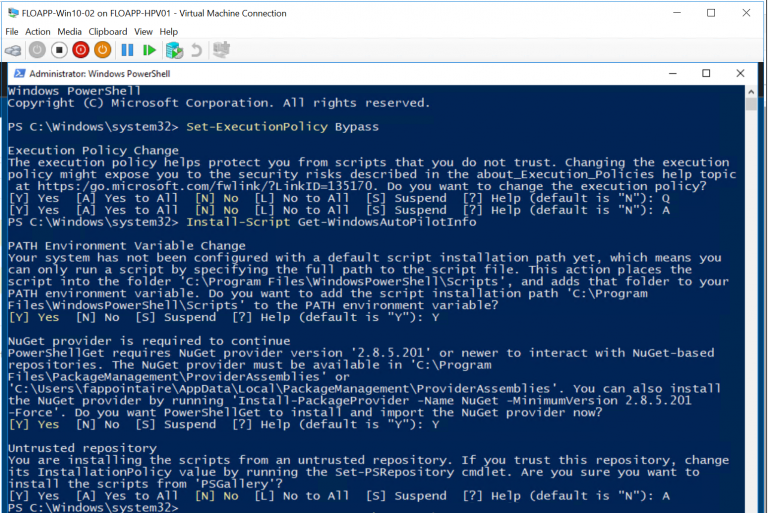 FLOAPP-Win10-02 on FLOAPP-HPV01 - Virtual Machine Connection
File Action Media Clipboard View Help
Administrator: Windows PowerShell
Windows PowerShell
Copyright (C) Microsoft Corporation. All rights reserved.
PS C:\Windows\system32> Set-ExecutionPolicy Bypass
Execution Policy Change
The execution policy helps protect you from scripts that you do not trust. Changing the execution
policy might expose you to the security risks described in the about_Execution_Policies help topic
at https:/go.microsoft.com/fwlink/?LinkID=135170. Do you want to change the execution policy?
[Y] Yes [A] Yes to All [N] No [L] No to All [S] Suspend [?] Help (default is "N"): Q
[Y] Yes [A] Yes to All [N] No [L] No to All [S] Suspend [?] Help (default is "N"): A
PS C:\Windows\system32> Install-Script Get-WindowsAutoPilotInfo
PATH Environment Variable Change
Your system has not been configured with a default script installation path yet, which means you
can only run a script by specifying the full path to the script file. This action places the
script into the folder 'C:\Program Files\WindowsPowerShell\Scripts', and adds that folder to your
PATH environment variable. Do you want to add the script installation path 'C:\Program
Files\WindowsPowerShell\Scripts' to the PATH environment variable?
[Y] Yes [N] No [S] Suspend [?] Help (default is "Y"): Y
NuGet provider is required to continue
PowerShellGet requires NuGet provider version '2.8.5.201' or newer to interact with NuGet-based
repositories. The NuGet provider must be available in 'C:\Program
Files\PackageManagement\ProviderAssemblies' or
'C:\Users\fappointaire\AppData\Local\PackageManagement\ProviderAssemblies'. You can also install
the NuGet provider by running 'Install-PackageProvider -Name NuGet -MinimumVersion 2.8.5.201
-Force'. Do you want PowerShellGet to install and import the NuGet provider now?
[Y] Yes [N] No [S] Suspend [?] Help (default is "Y"): Y
Untrusted repository
You are installing the scripts from an untrusted repository. If you trust this repository, change
its InstallationPolicy value by running the Set-PSRepository cmdlet. Are you sure you want to
install the scripts from 'PSGallery'?
[Y] Yes [A] Yes to All [N] No [L] No to All [S] Suspend [?] Help (default is "N"): A
PS C:\Windows\system32>